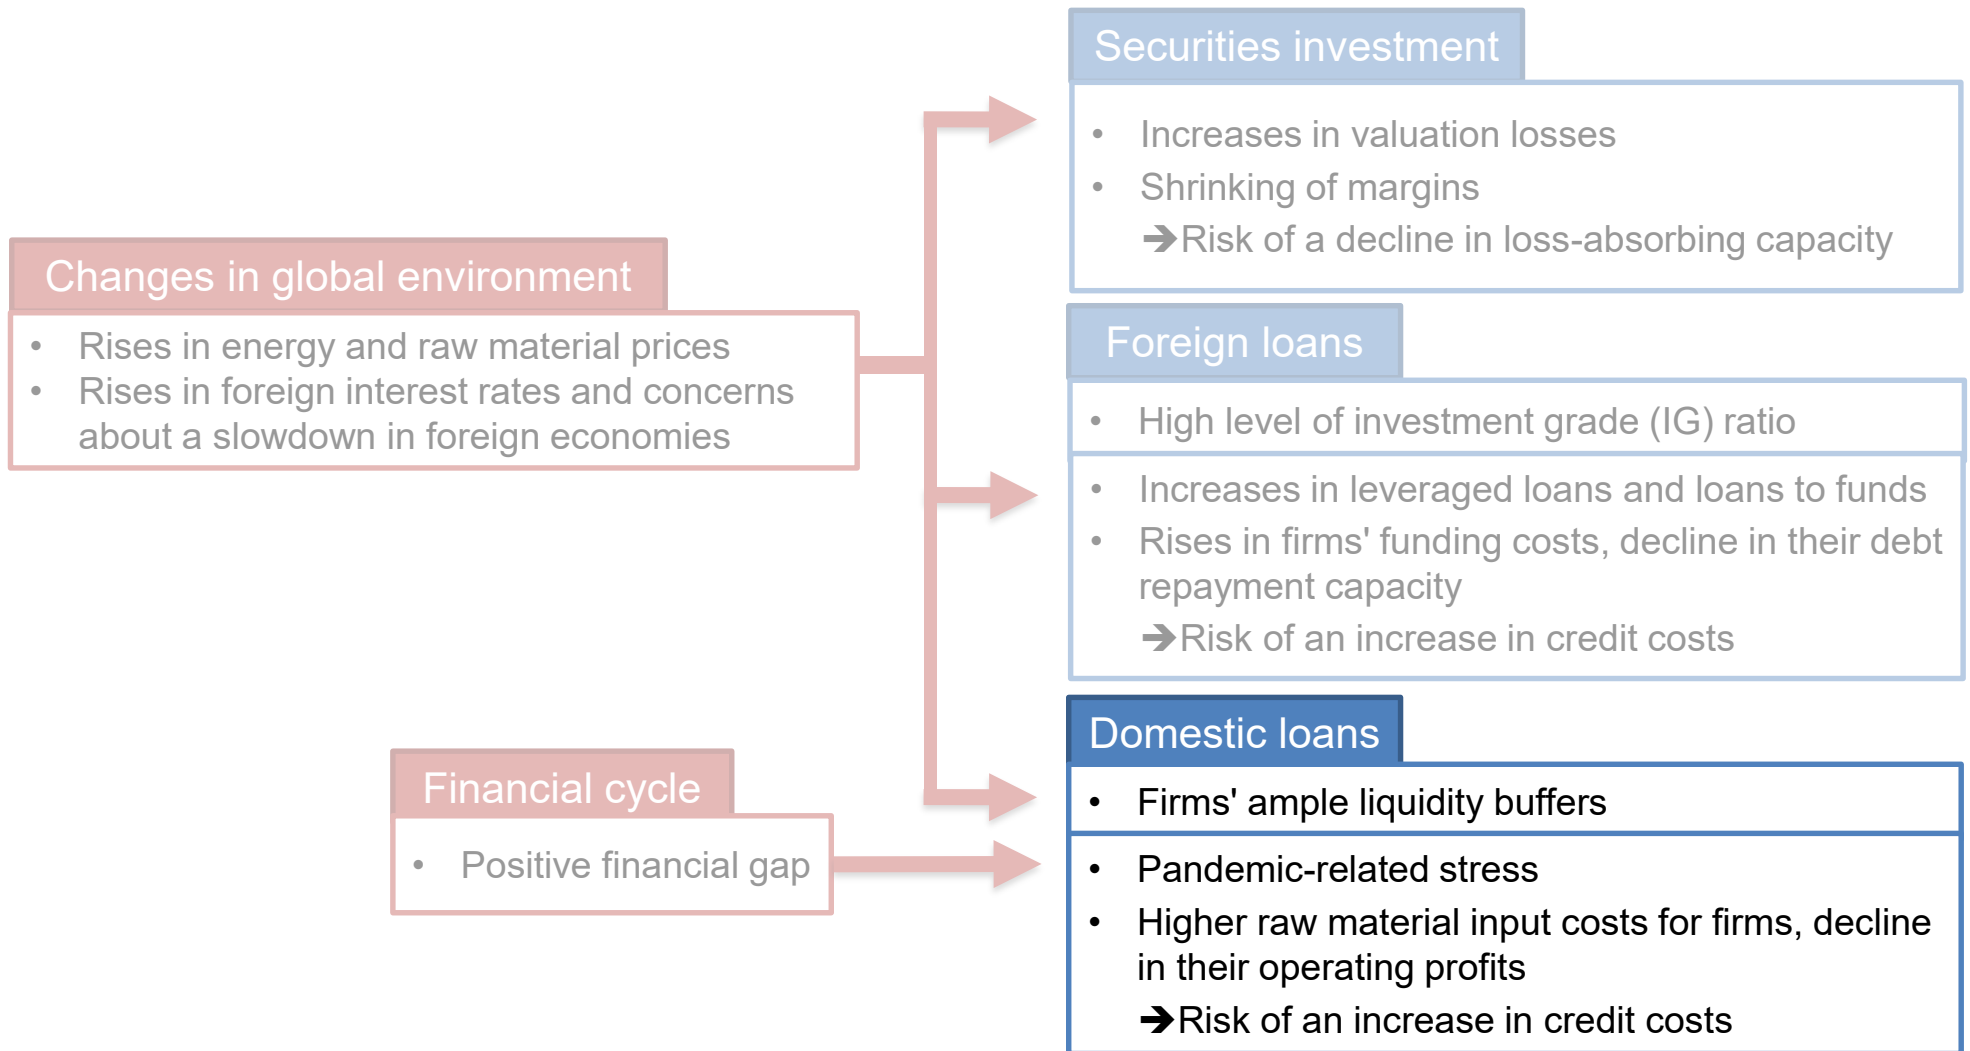 Securities investment
• Increases in valuation losses
• Shrinking of margins
➔Risk of a decline in loss-absorbing capacity
Changes in global environment
• Rises in energy and raw material prices
• Rises in foreign interest rates and concerns
about a slowdown in foreign economies
Foreign loans
• High level of investment grade (IG) ratio
• Increases in leveraged loans and loans to funds
• Rises in firms' funding costs, decline in their debt
repayment capacity
➔Risk of an increase in credit costs
Financial cycle
• Positive financial gap
Domestic loans
• Firms' ample liquidity buffers
• Pandemic-related stress
• Higher raw material input costs for firms, decline
in their operating profits
➔Risk of an increase in credit costs